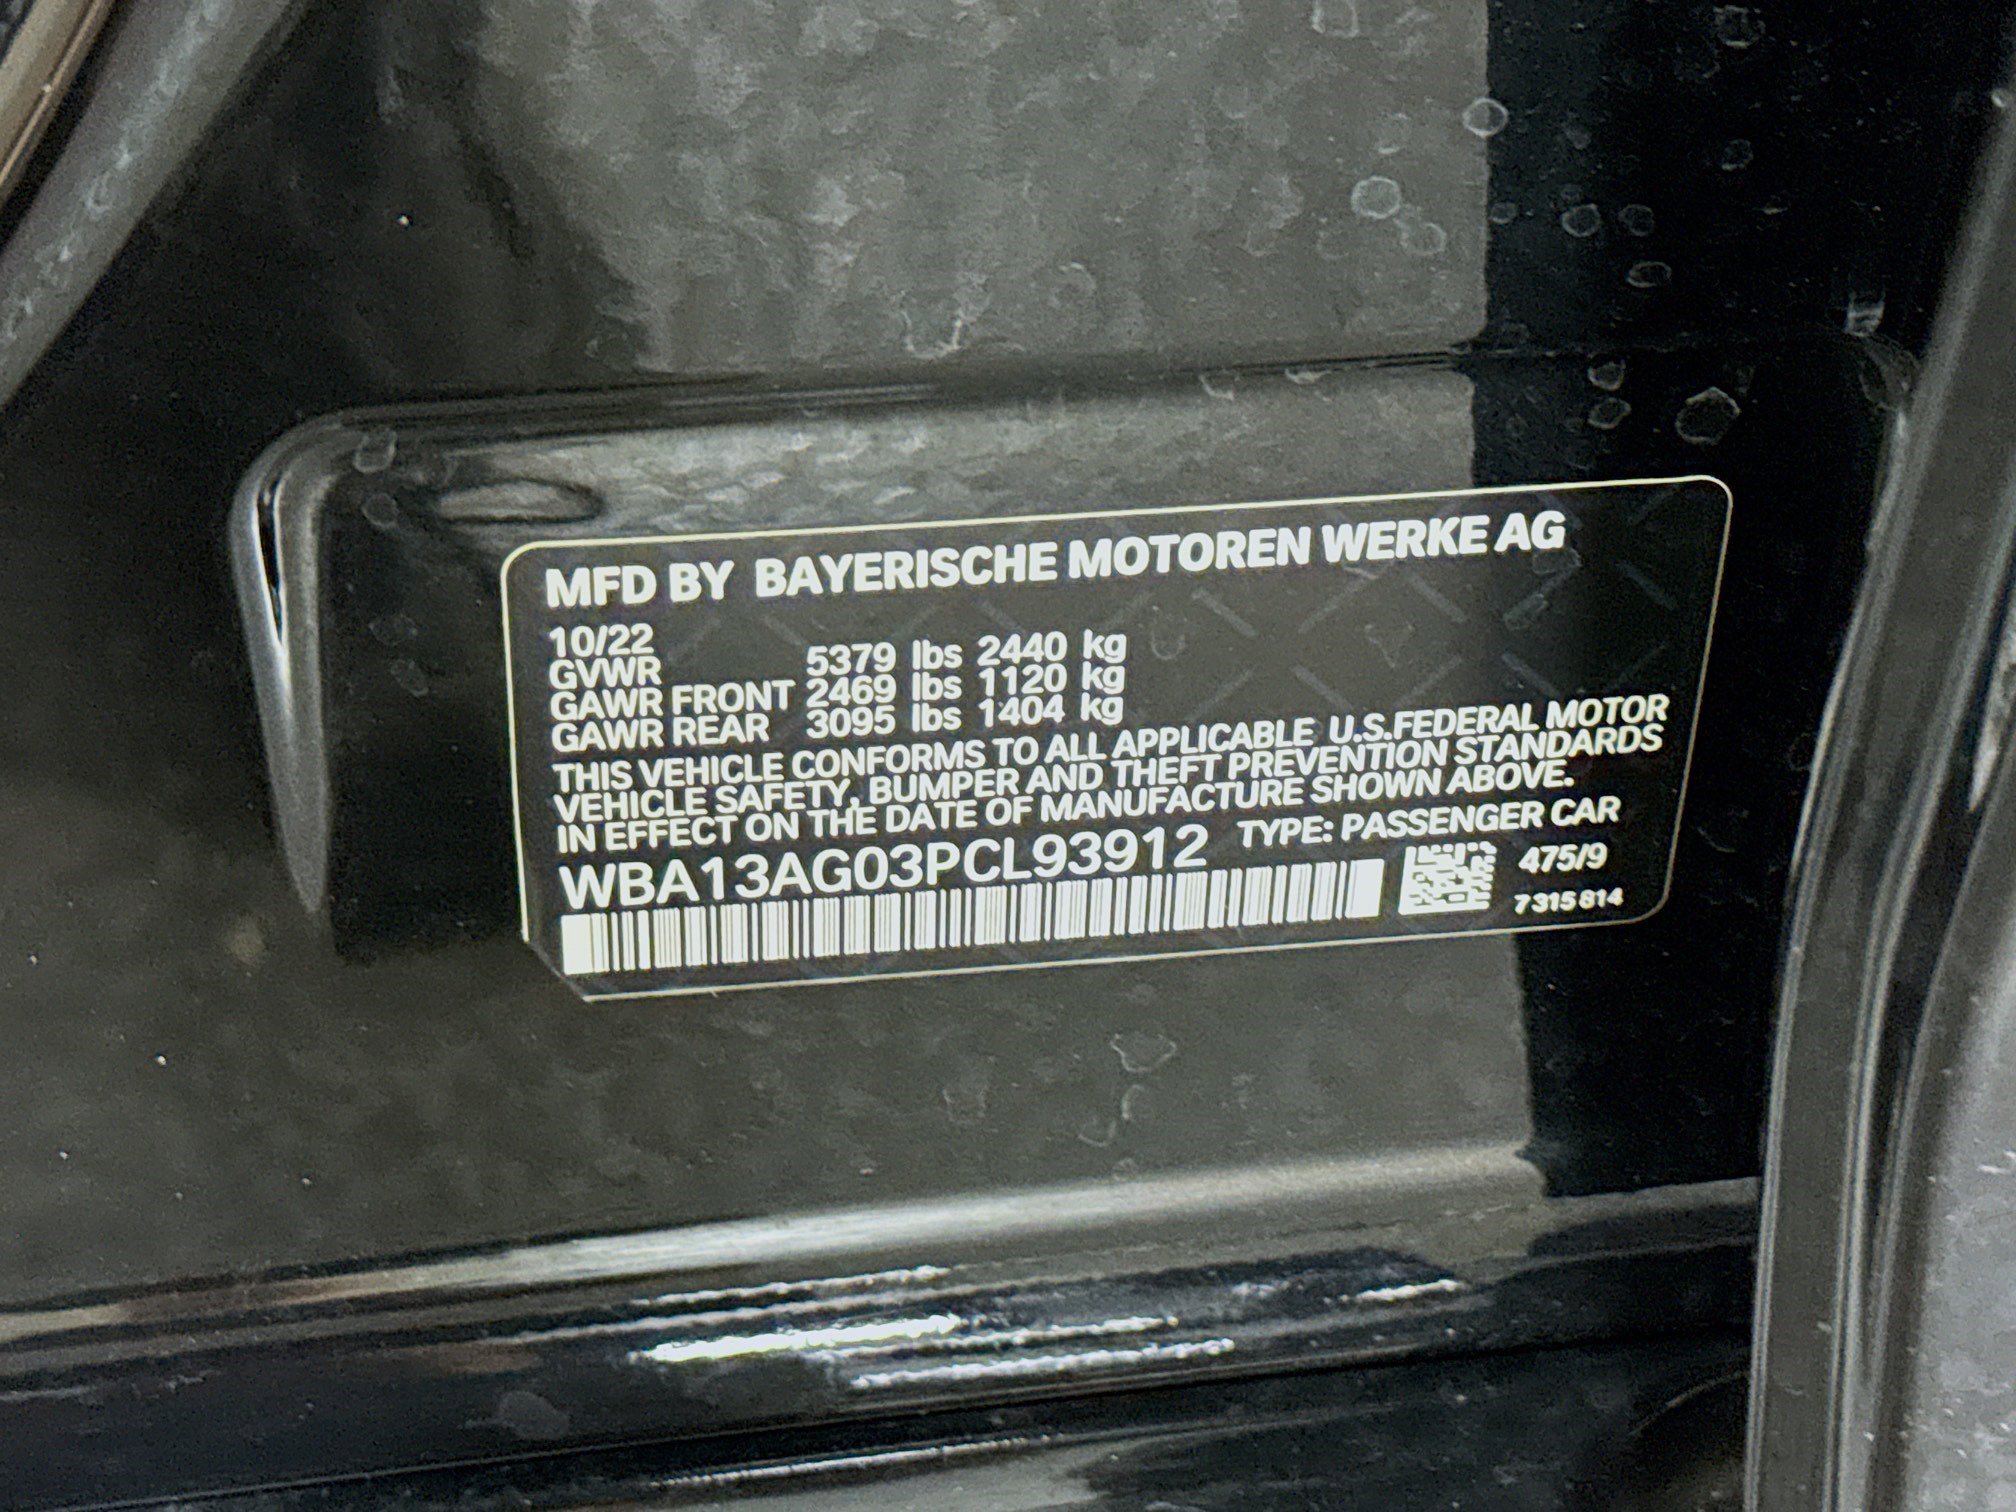 MFD BY BAYERISCHE MOTOREN WERKE AG
10/22
GVWR 5379 lbs 2440 kg
GAWR FRONT 2469 lbs 1120 kg
GAWR REAR 3095 lbs 1404 kg
THIS VEHICLE CONFORMS TO ALL APPLICABLE U.S.FEDERAL MOTOR
VEHICLE SAFETY, BUMPER AND THEFT PREVENTION STANDARDS
IN EFFECT ON THE DATE OF MANUFACTURE SHOWN ABOVE.
WBA13AG03PCL93912 TYPE: PASSENGER CAR
475/9
7 315 814